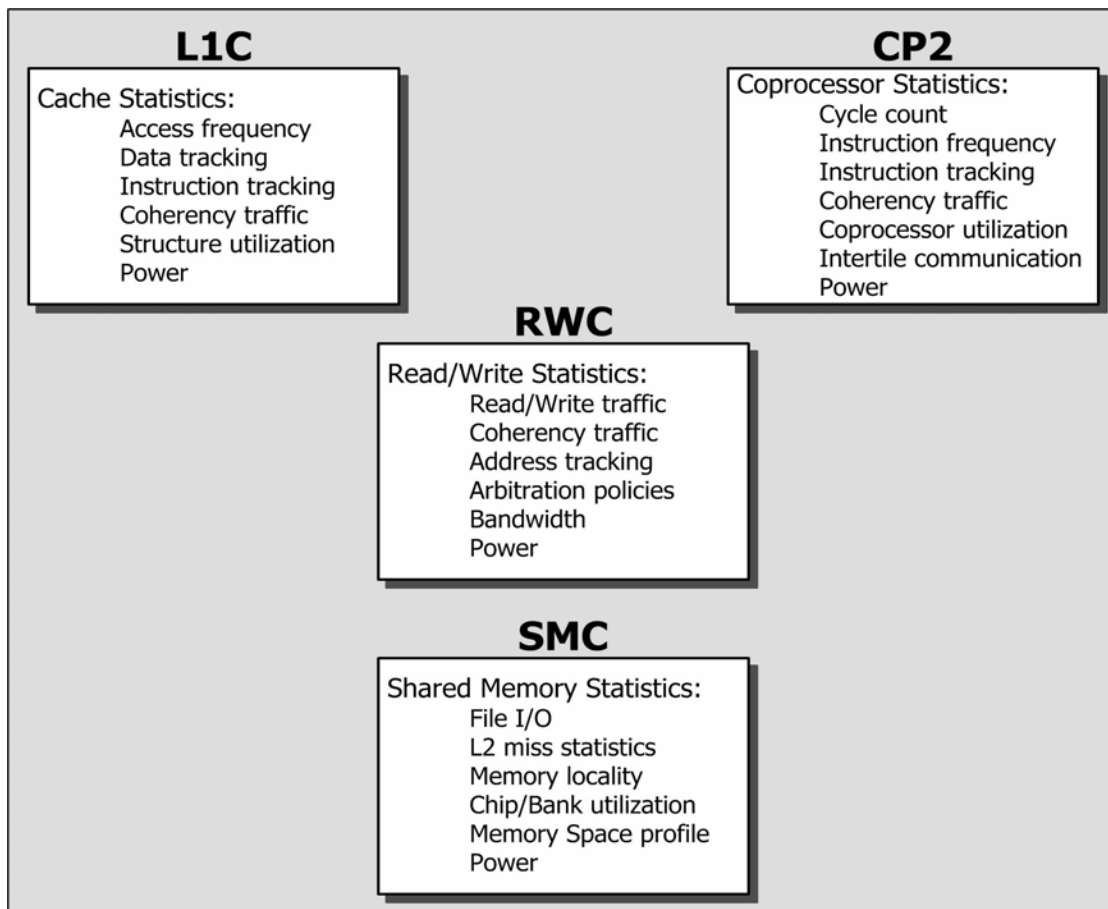 L1C
Cache Statistics:
Access frequency
Data tracking
Instruction tracking
Coherency traffic
Structure utilization
Power
CP2
Coprocessor Statistics:
Cycle count
Instruction frequency
Instruction tracking
Coherency traffic
Coprocessor utilization
Intertile communication
Power
RWC
Read/Write Statistics:
Read/Write traffic
Coherency traffic
Address tracking
Arbitration policies
Bandwidth
Power
SMC
Shared Memory Statistics:
File I/O
L2 miss statistics
Memory locality
Chip/Bank utilization
Memory Space profile
Power